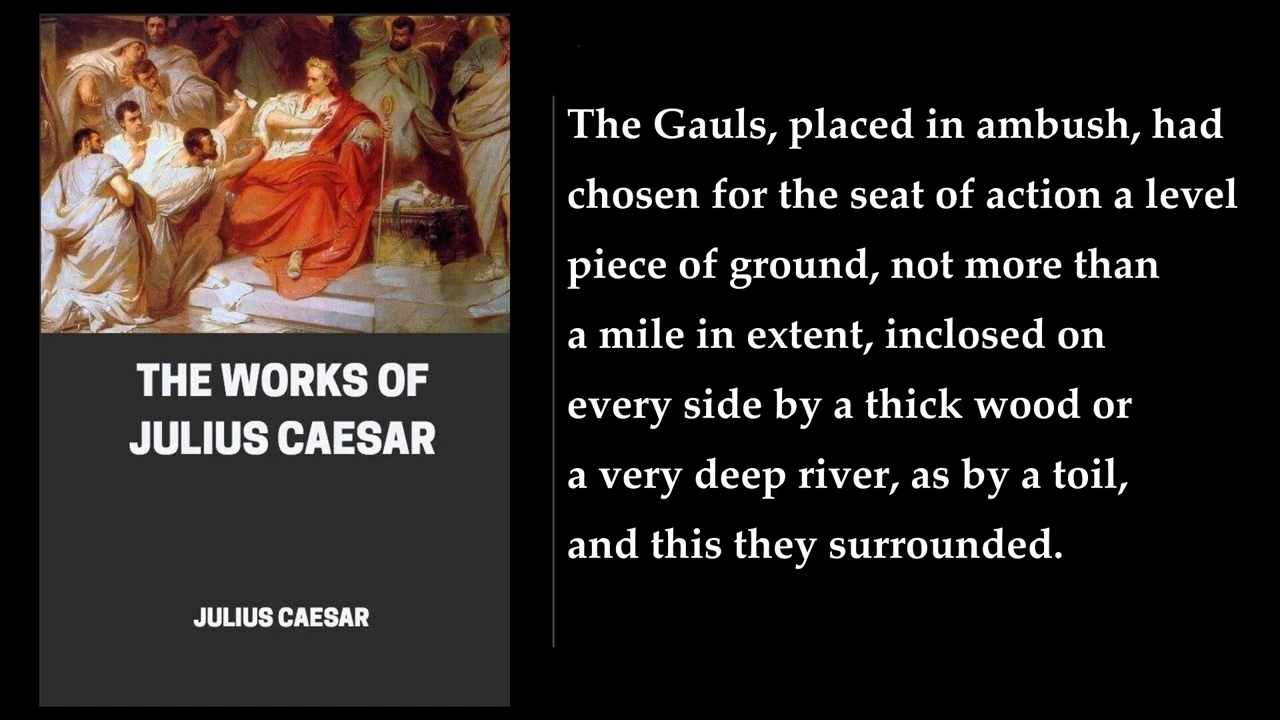 THE WORKS OF
JULIUS CAESAR
JULIUS CAESAR
The Gauls, placed in ambush, had
chosen for the seat of action a level
piece of ground, not more than
a mile in extent, inclosed on
every side by a thick wood or
a very deep river, as by a toil,
and this they surrounded.